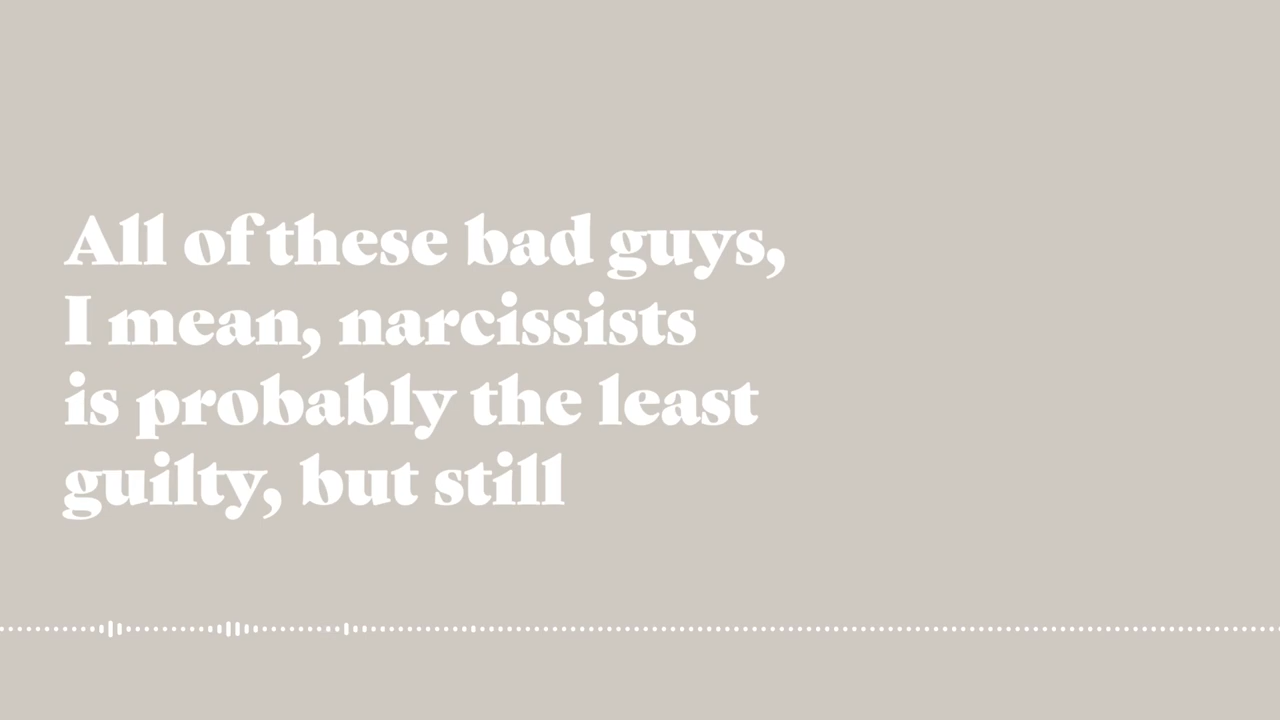 All of these bad guys,
I mean, narcissists
is probably the least
guilty, but still